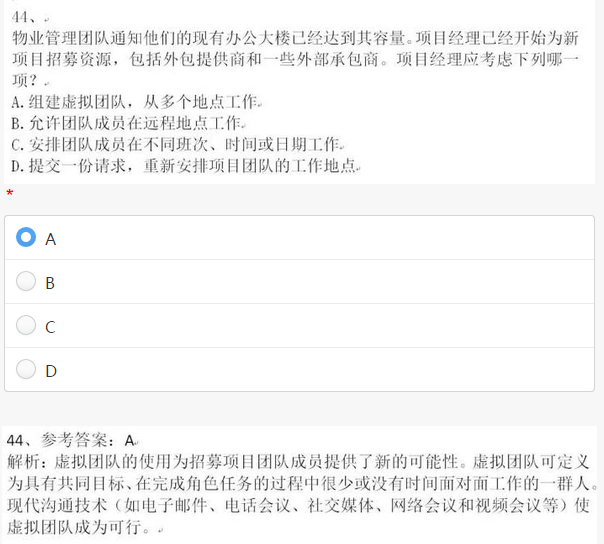 44、
物业管理团队通知他们的现有办公大楼已经达到其容量。项目经理已经开始为新
项目招募资源，包括外包提供商和一些外部承包商。项目经理应考虑下列哪一
项？
A.组建虚拟团队，从多个地点工作
B.允许团队成员在远程地点工作
C.安排团队成员在不同班次、时间或日期工作
D.提交一份请求，重新安排项目团队的工作地点
*
A
B
C
D
44、参考答案：A
解析：虚拟团队的使用为招募项目团队成员提供了新的可能性。虚拟团队可定义
为具有共同目标、在完成角色任务的过程中很少或没有时间面对面工作的一群人。
现代沟通技术（如电子邮件、电话会议、社交媒体、网络会议和视频会议等）使
虚拟团队成为可行。